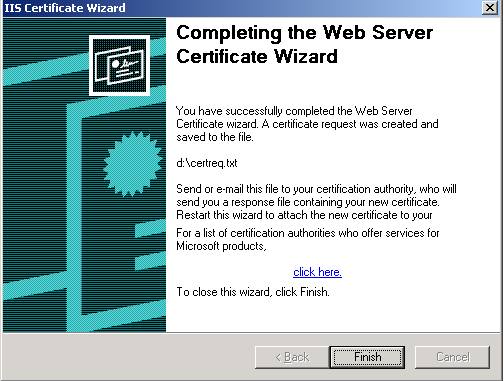 IIS Certificate Wizard
Completing the Web Server
Certificate Wizard
You have successfully completed the Web Server
Certificate wizard. A certificate request was created and
saved to the file.
d:\certreq.txt
Send or e-mail this file to your certification authority, who will
send you a response file containing your new certificate.
Restart this wizard to attach the new certificate to your
For a list of certification authorities who offer services for
Microsoft products,
click here.
To close this wizard, click Finish.
< Back
Finish
Cancel